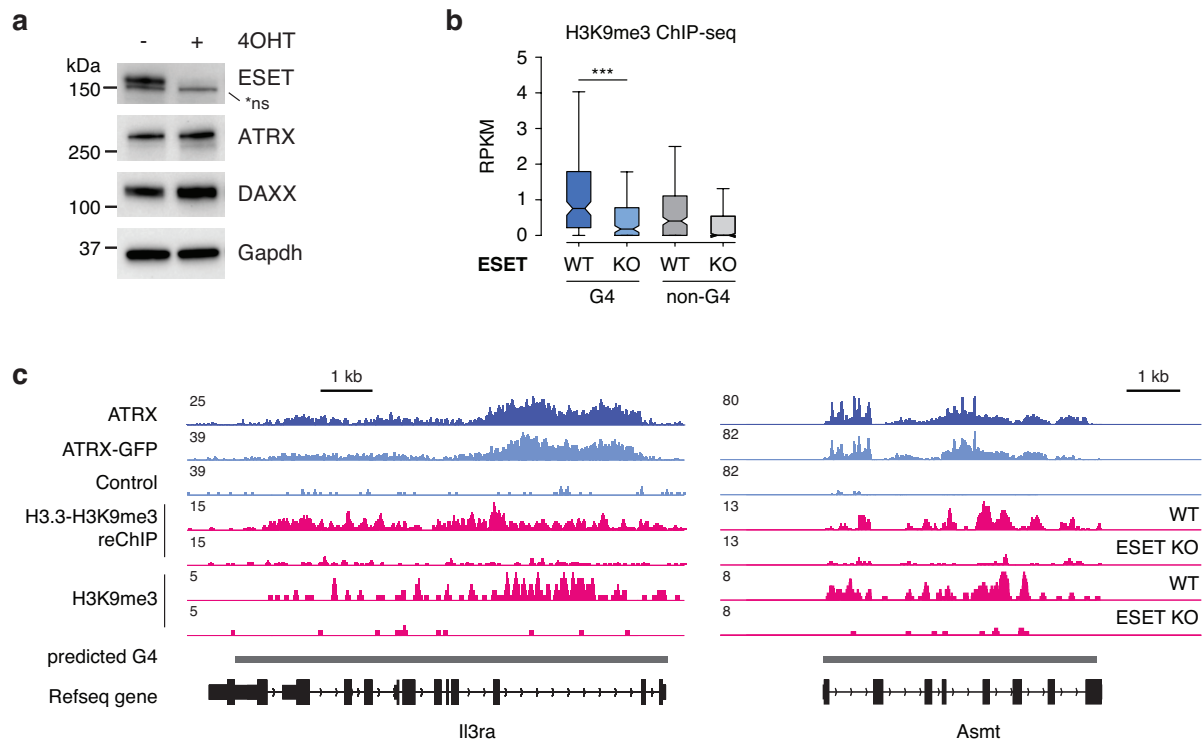 a
- + 4OHT
kDa
150
ESET
*ns
250
ATRX
100
DAXX
37
Gapdh
b
H3K9me3 ChIP-seq
RPKM
5
4
3
2
1
0
***
ESET WT KO WT KO
G4 non-G4
c
1 kb 1 kb
ATRX 25 80
ATRX-GFP 39 82
Control 39 82
H3.3-H3K9me3
reChIP
15 13 WT
15 13 ESET KO
H3K9me3
5 8 WT
5 8 ESET KO
predicted G4
Refseq gene
Il3ra Asmt